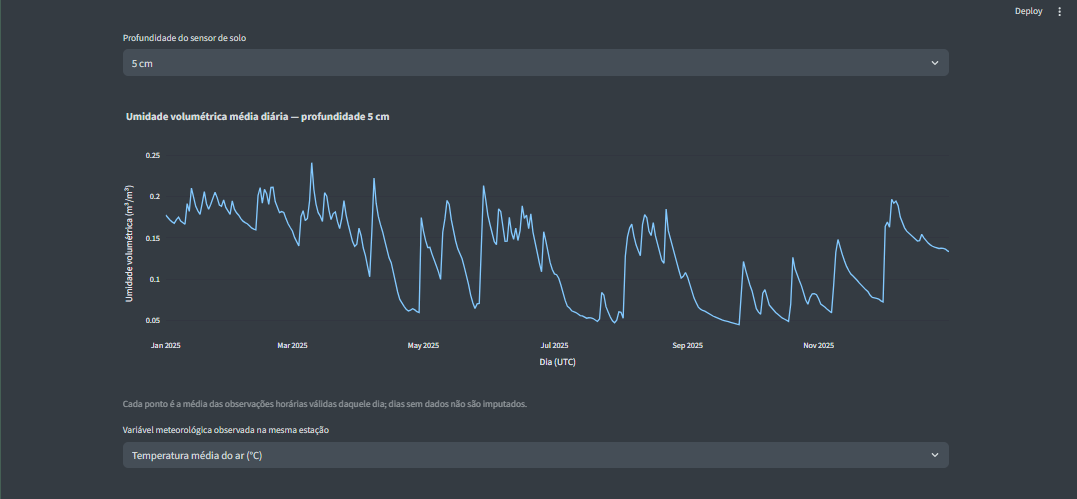 Deploy
Profundidade do sensor de solo
5 cm
Umidade volumétrica média diária — profundidade 5 cm
Umidade volumétrica (m³/m³)
0.25
0.2
0.15
0.1
0.05
Jan 2025 Mar 2025 May 2025 Jul 2025 Sep 2025 Nov 2025
Dia (UTC)
Cada ponto é a média das observações horárias válidas daquele dia; dias sem dados não são imputados.
Variável meteorológica observada na mesma estação
Temperatura média do ar (°C)